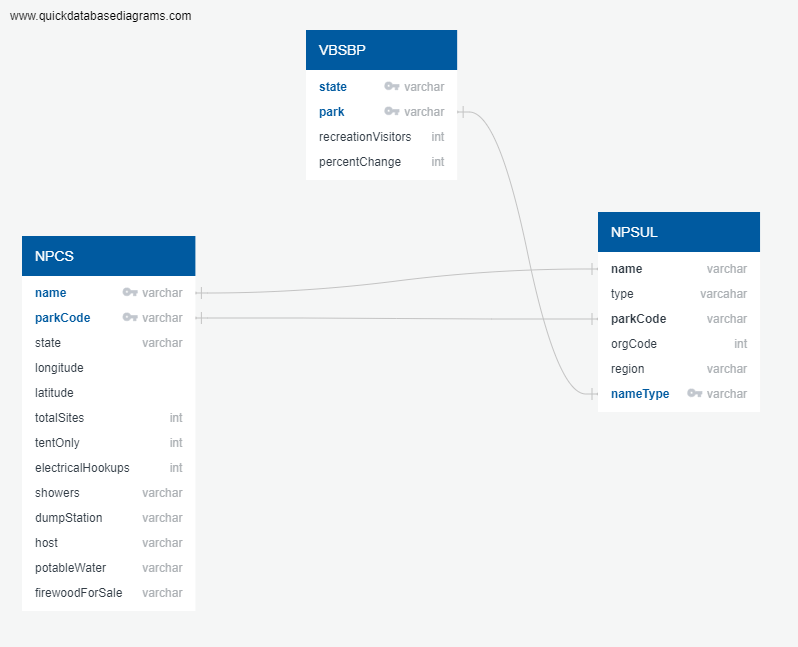 www.quickdatabasediagrams.com
VBSBP
state varchar
park varchar
recreationVisitors int
percentChange int
NPCS
name varchar
parkCode varchar
state varchar
longitude
latitude
totalSites int
tentOnly int
electricalHookups int
showers varchar
dumpStation varchar
host varchar
potableWater varchar
firewoodForSale varchar
NPSUL
name varchar
type varcahar
parkCode varchar
orgCode int
region varchar
nameType varchar